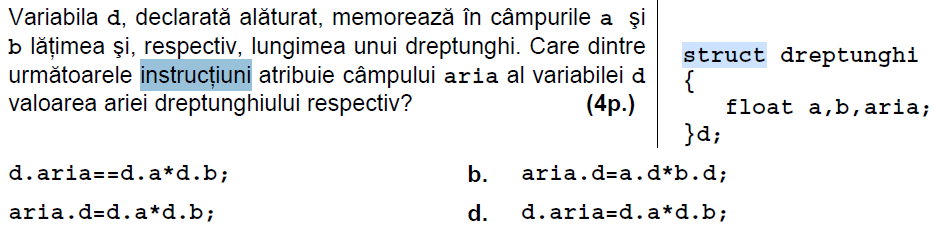 Variabila d, declarată alăturat, memorează în câmpurile a şi
b lăţimea şi, respectiv, lungimea unui dreptunghi. Care dintre
următoarele instrucţiuni atribuie câmpului aria al variabilei d
valoarea ariei dreptunghiului respectiv? (4p.)
struct dreptunghi
{
float a,b,aria;
}d;
d.aria==d.a*d.b; b. aria.d=a.d*b.d;
aria.d=d.a*d.b; d. d.aria=d.a*d.b;